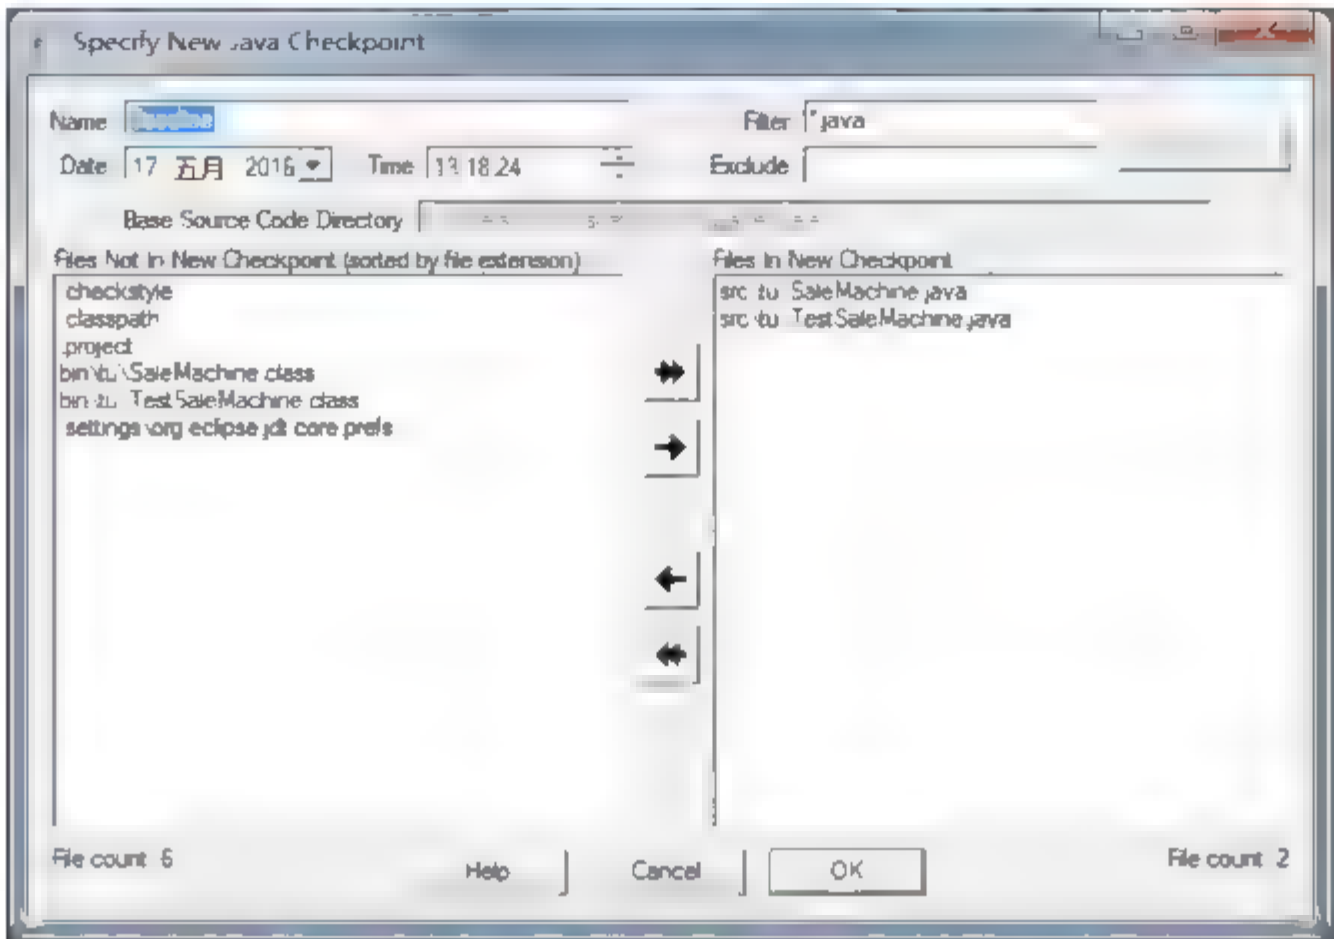 Specify New Java Checkpoint
Name Baseline Filter *.java
Date 17 五月 2016 Time 13:18:24 Exclude
Base Source Code Directory
Files Not In New Checkpoint (sorted by file extension) Files In New Checkpoint
.checkstyle src\tu\SaleMachine.java
.classpath src\tu\TestSaleMachine.java
.project
bin\tu\SaleMachine.class
bin\tu\TestSaleMachine.class
.settings\org.eclipse.jdt.core.prefs
File count: 6 Help Cancel OK File count: 2